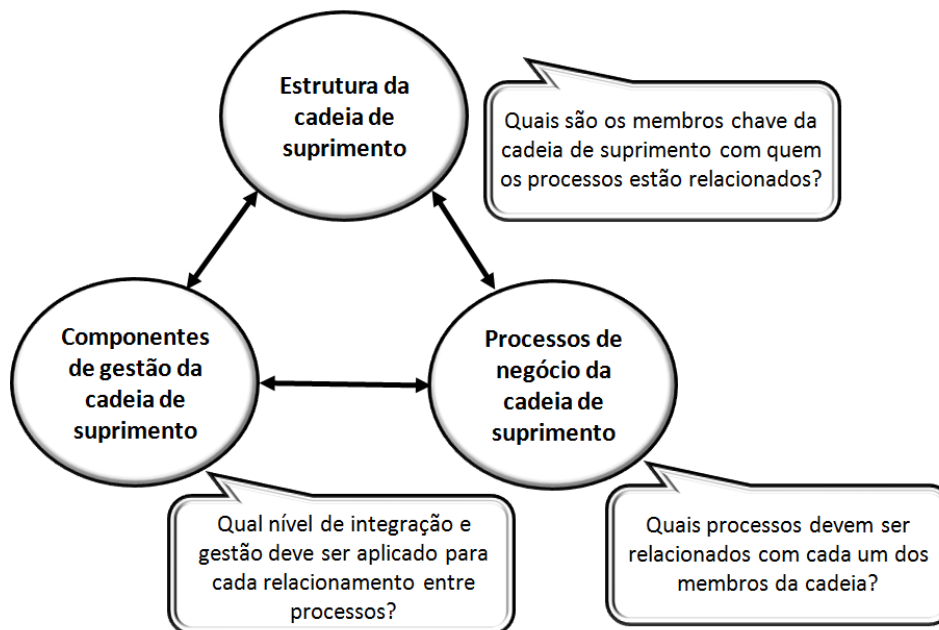 Estrutura da
cadeia de
suprimento
Quais são os membros chave da
cadeia de suprimento com quem
os processos estão relacionados?
Componentes
de gestão da
cadeia de
suprimento
Processos de
negócio da
cadeia de
suprimento
Qual nível de integração e
gestão deve ser aplicado para
cada relacionamento entre
processos?
Quais processos devem ser
relacionados com cada um dos
membros da cadeia?